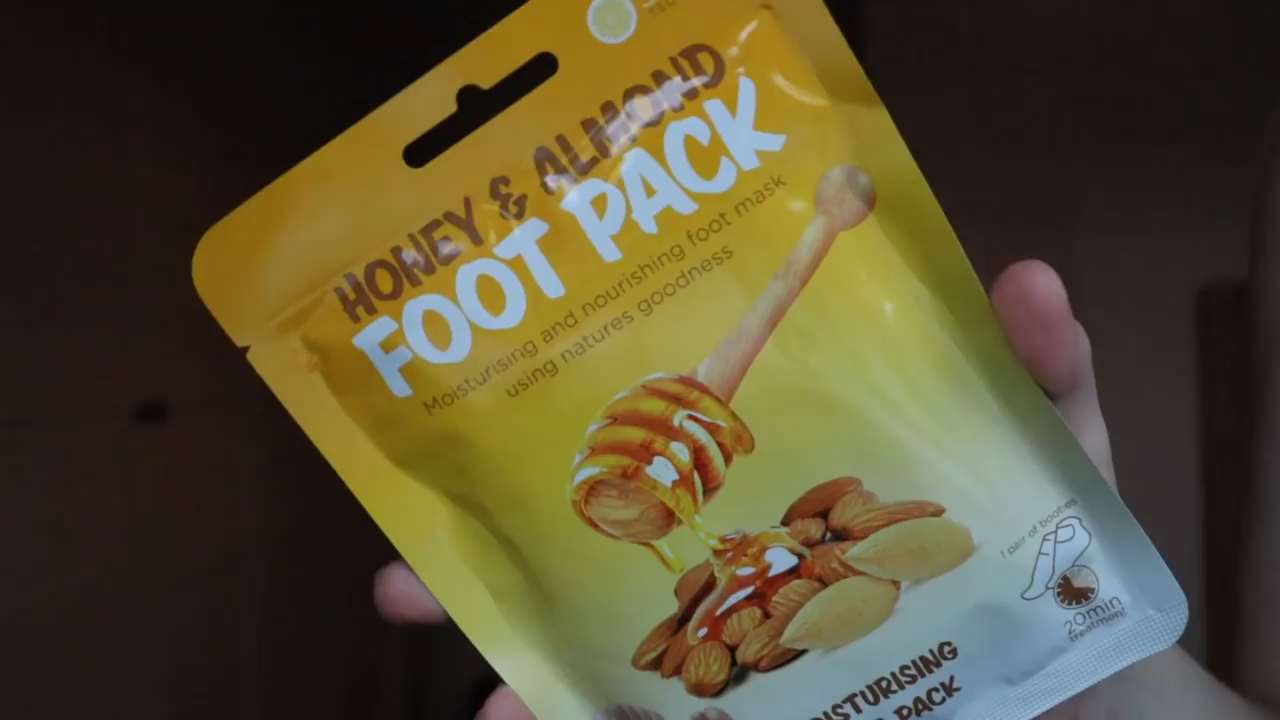 HONEY & ALMOND
FOOT PACK
Moisturising and nourishing foot mask
using natures goodness
1 pair of booties
20min
treatment
PACK